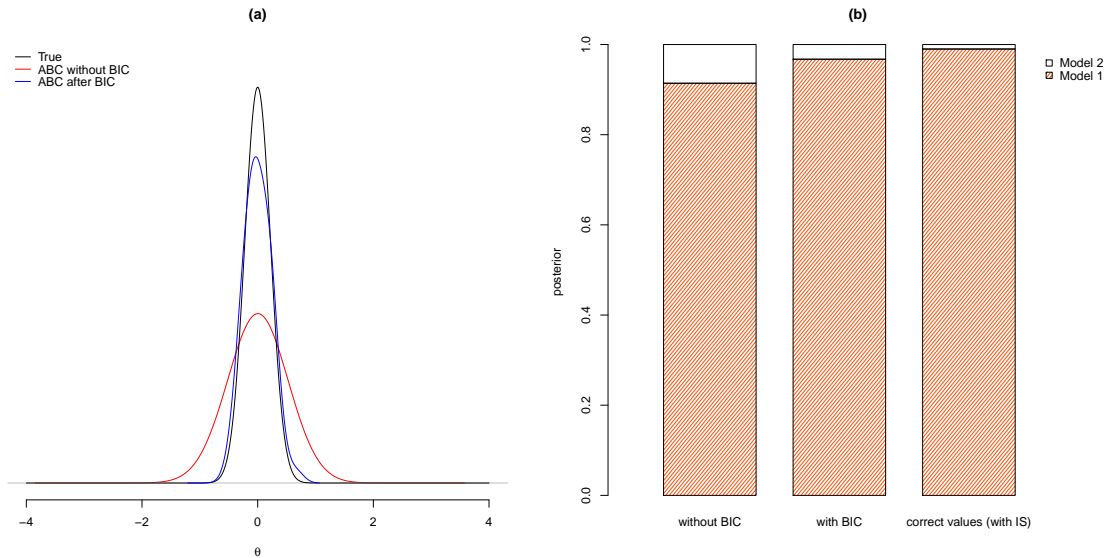 (a)
True
ABC without BIC
ABC after BIC
−4
−2
0
2
4
θ
(b)
posterior
0.0
0.2
0.4
0.6
0.8
1.0
without BIC
with BIC
correct values (with IS)
Model 2
Model 1